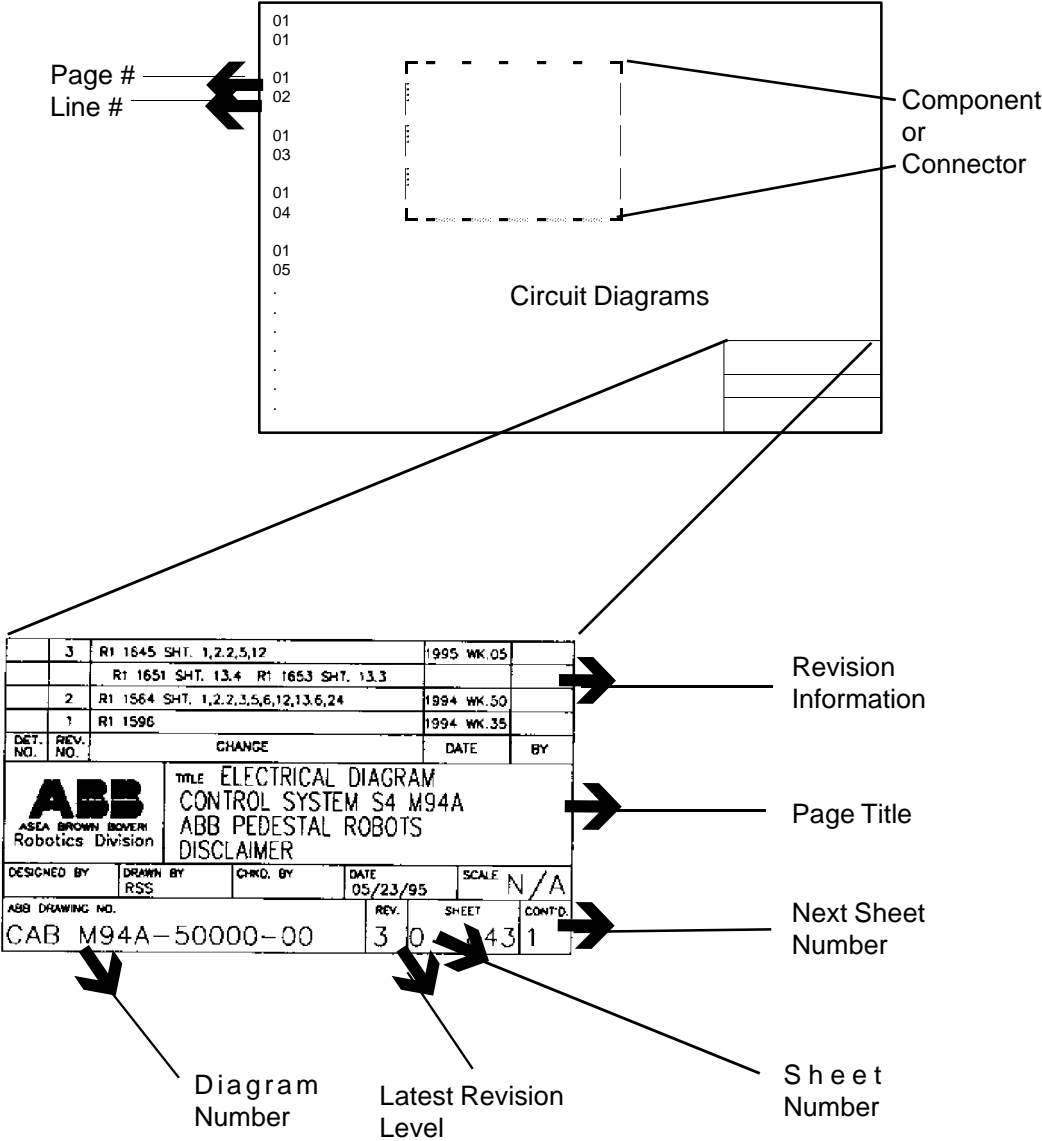 01
01
Page #
01
Line #
02
01
03
01
04
01
05
.
.
.
.
.
.
.
Component
or
Connector
Circuit Diagrams
3 R1 1645 SHT. 1,2.2,5,12 1995 WK.05
R1 1651 SHT. 13.4 R1 1653 SHT. 13.3
2 R1 1564 SHT. 1,2.2,3,5,6,12,13.6,24 1994 WK.50
1 R1 1596 1994 WK.35
DET. NO. REV. NO. CHANGE DATE BY
ABB
ASEA BROWN BOVERI
Robotics Division
TITLE ELECTRICAL DIAGRAM
CONTROL SYSTEM S4 M94A
ABB PEDESTAL ROBOTS
DISCLAIMER
DESIGNED BY DRAWN BY CHKD. BY DATE SCALE N/A
RSS 05/23/95
ABB DRAWING NO. REV. SHEET CONT'D.
CAB M94A-50000-00 3 0 43 1
Revision
Information
Page Title
Next Sheet
Number
Diagram
Number
Latest Revision
Level
Sheet
Number